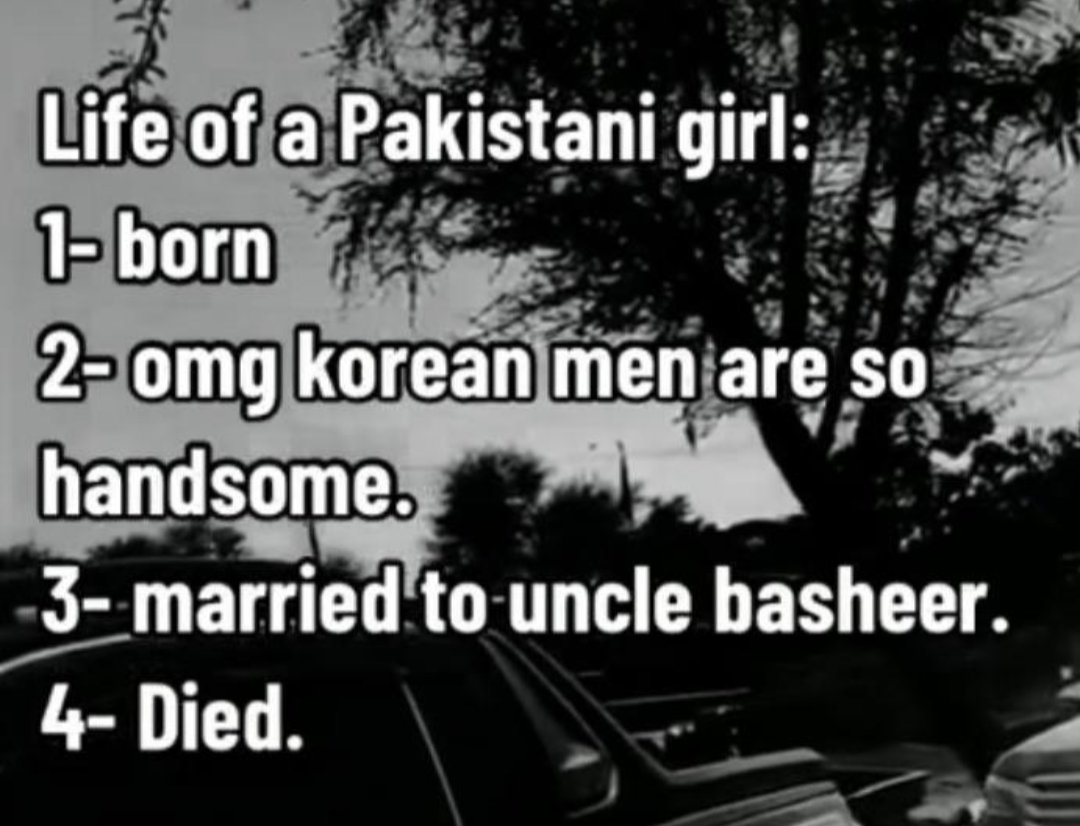 Life of a Pakistani girl:
1- born
2- omg korean men are so
handsome.
3- married to uncle basheer.
4- Died.